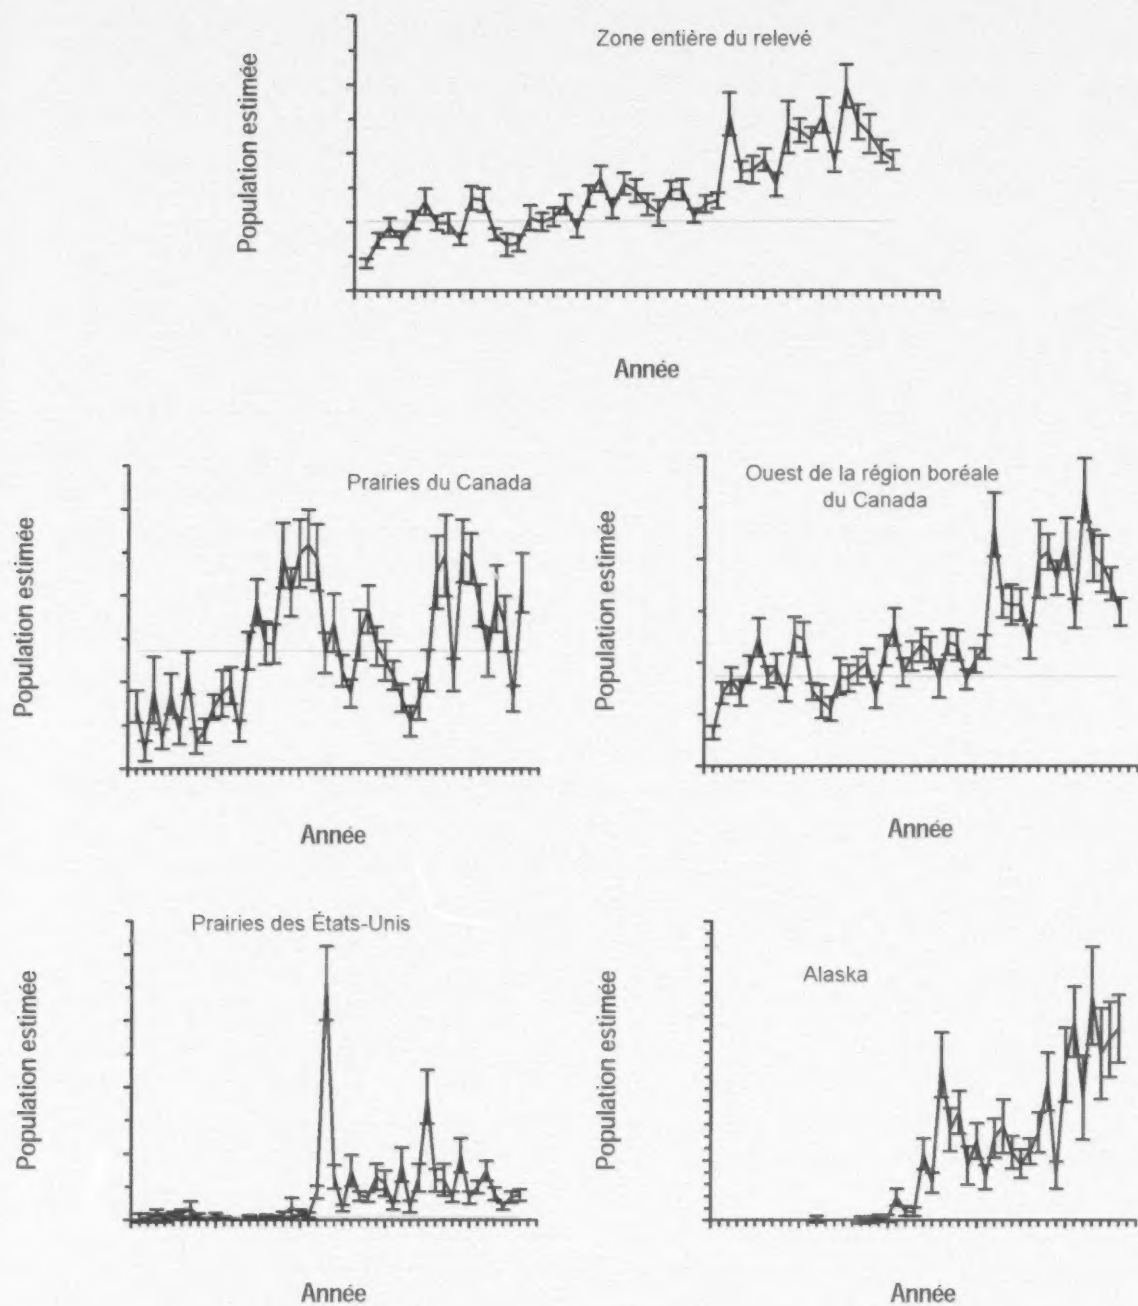 Zone entière du relevé
Population estimée
Année
Prairies du Canada
Population estimée
Année
Ouest de la région boréale
du Canada
Population estimée
Année
Prairies des États-Unis
Population estimée
Année
Alaska
Population estimée
Année